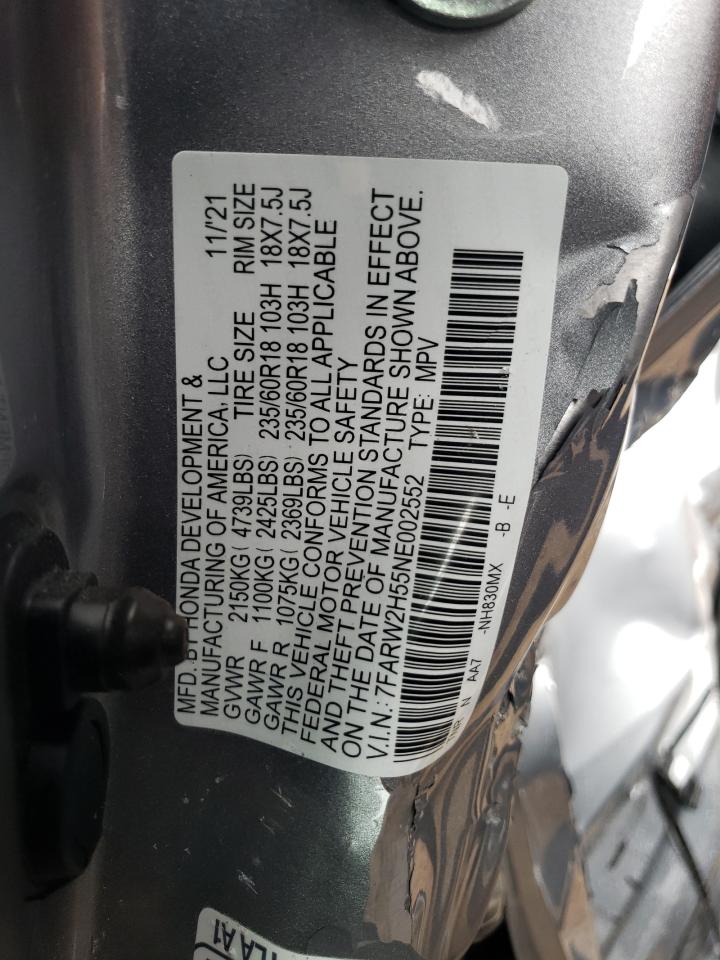 MFD. BY HONDA DEVELOPMENT & 11/'21
MANUFACTURING OF AMERICA, LLC
GVWR 2150KG( 4739LBS) TIRE SIZE RIM SIZE
GAWR F 1100KG( 2425LBS) 235/60R18 103H 18X7.5J
GAWR R 1075KG( 2369LBS) 235/60R18 103H 18X7.5J
THIS VEHICLE CONFORMS TO ALL APPLICABLE
FEDERAL MOTOR VEHICLE SAFETY
AND THEFT PREVENTION STANDARDS IN EFFECT
ON THE DATE OF MANUFACTURE SHOWN ABOVE.
V.I.N.: 7FARW2H55NE002552 TYPE: MPV
N AA7 -NH830MX -B -E
LA A1